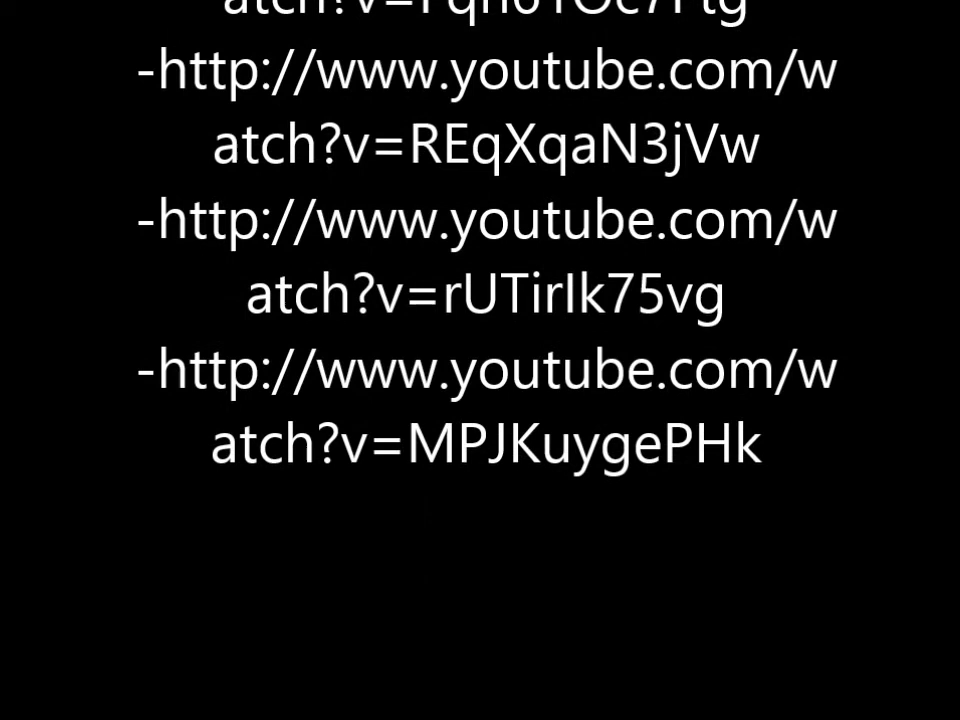 -http://www.youtube.com/w
atch?v=REqXqaN3jVw
-http://www.youtube.com/w
atch?v=rUTirIk75vg
-http://www.youtube.com/w
atch?v=MPJKuygePHk